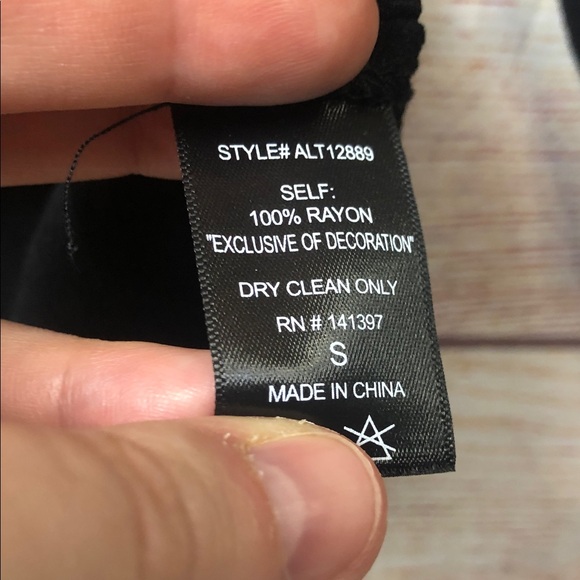 STYLE# ALT12889
SELF:
100% RAYON
"EXCLUSIVE OF DECORATION"
DRY CLEAN ONLY
RN # 141397
S
MADE IN CHINA